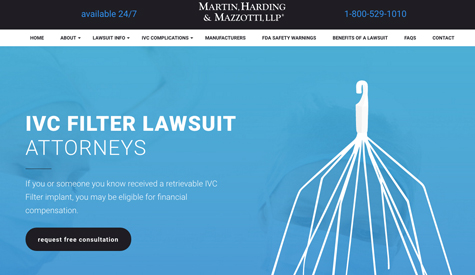 available 24/7
MARTIN, HARDING
& MAZZOTTI, LLP®
1-800-529-1010
HOME ABOUT LAWSUIT INFO IVC COMPLICATIONS MANUFACTURERS FDA SAFETY WARNINGS BENEFITS OF A LAWSUIT FAQS CONTACT
IVC FILTER LAWSUIT
ATTORNEYS
If you or someone you know received a retrievable IVC
Filter implant, you may be eligible for financial
compensation.
request free consultation